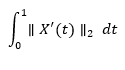 ∫₀¹ ‖ X′(t) ‖₂ dt